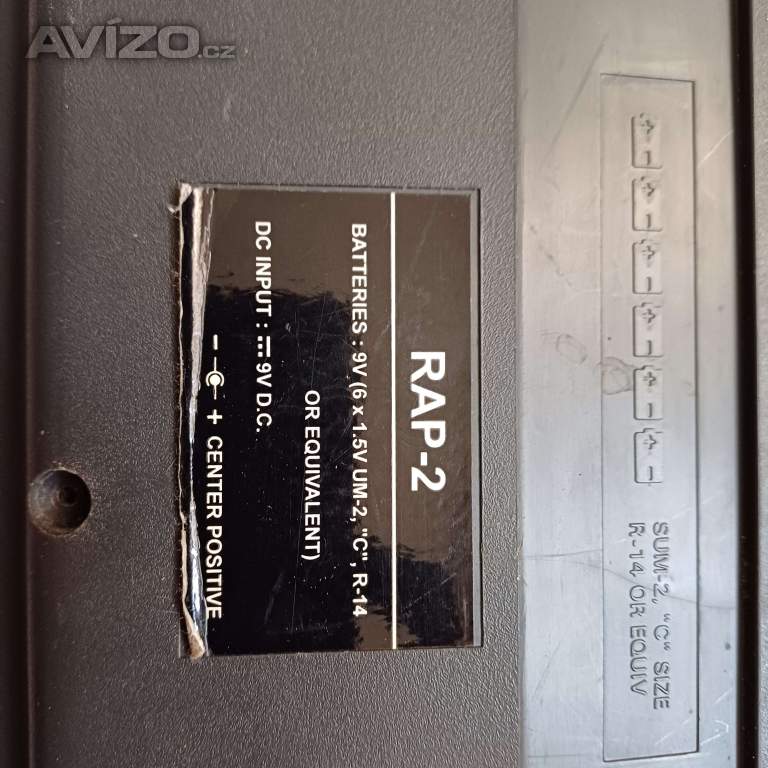 AVÍZO.cz
RAP-2
BATTERIES : 9V (6 x 1.5V UM-2, "C", R-14
OR EQUIVALENT)
DC INPUT : ⎓ 9V D.C.
- + CENTER POSITIVE
+ - + - + - + - + - + -
SUM-2, "C" SIZE
R-14 OR EQUIV